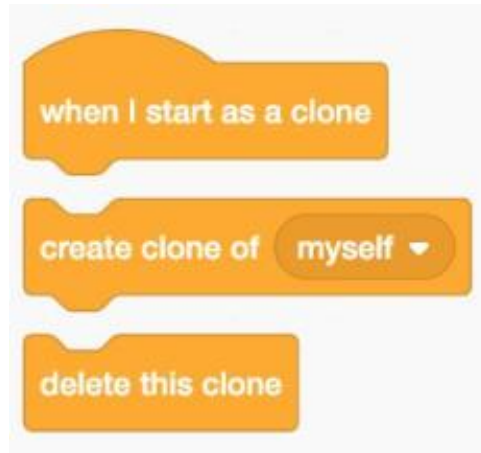 when I start as a clone
create clone of myself
delete this clone